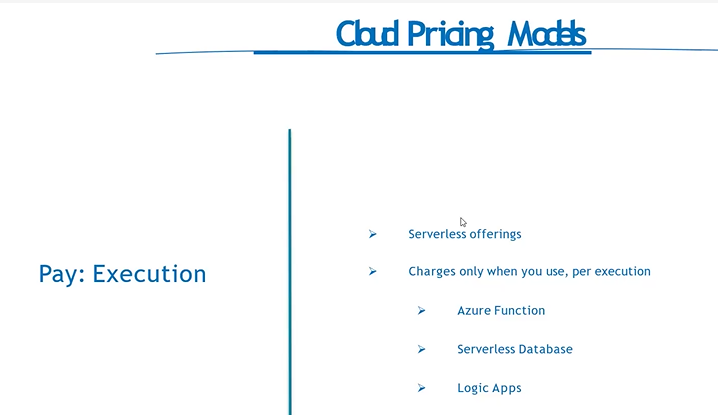 Cloud Pricing Models
Pay: Execution
Serverless offerings
Charges only when you use, per execution
Azure Function
Serverless Database
Logic Apps